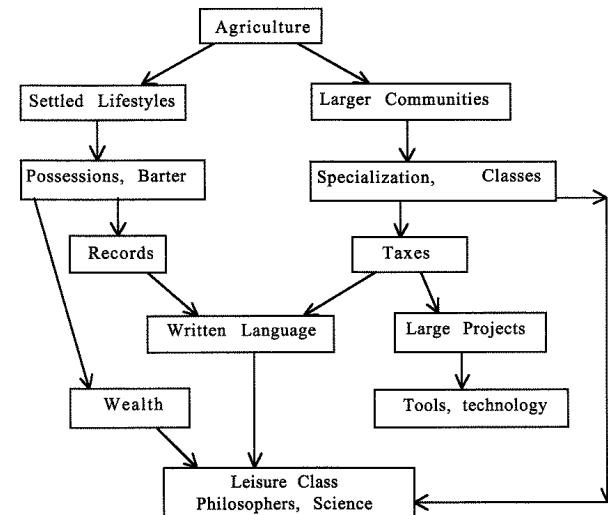 Agriculture
Settled Lifestyles
Larger Communities
Possessions, Barter
Specialization, Classes
Records
Taxes
Written Language
Large Projects
Wealth
Tools, technology
Leisure Class
Philosophers, Science